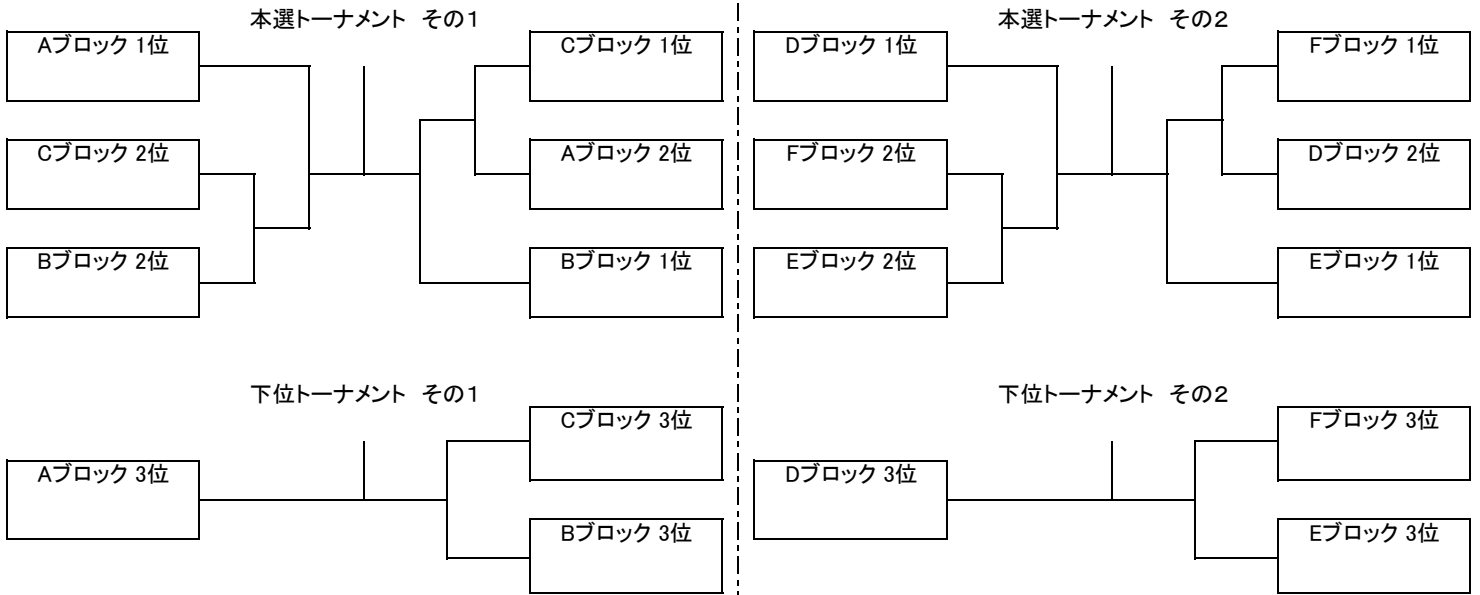 本選トーナメント その１
Aブロック 1位
Cブロック 1位
Cブロック 2位
Aブロック 2位
Bブロック 2位
Bブロック 1位
本選トーナメント その２
Dブロック 1位
Fブロック 1位
Fブロック 2位
Dブロック 2位
Eブロック 2位
Eブロック 1位
下位トーナメント その１
Cブロック 3位
Aブロック 3位
Bブロック 3位
下位トーナメント その２
Fブロック 3位
Dブロック 3位
Eブロック 3位